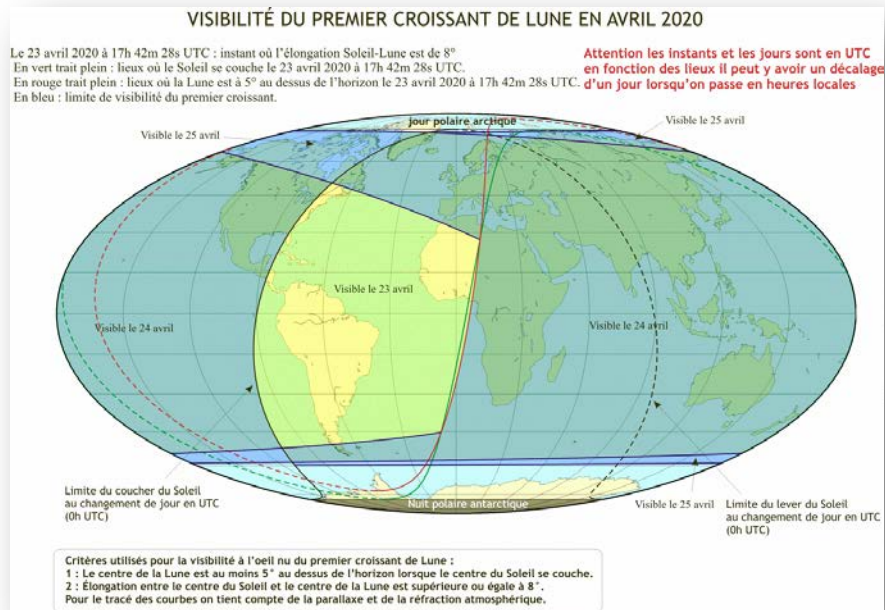 VISIBILITÉ DU PREMIER CROISSANT DE LUNE EN AVRIL 2020
Le 23 avril 2020 à 17h 42m 28s UTC : instant où l'élongation Soleil-Lune est de 8°
En vert trait plein : lieux où le Soleil se couche le 23 avril 2020 à 17h 42m 28s UTC.
En rouge trait plein : lieux où la Lune est à 5° au dessus de l'horizon le 23 avril 2020 à 17h 42m 28s UTC.
En bleu : limite de visibilité du premier croissant.
Attention les instants et les jours sont en UTC
en fonction des lieux il peut y avoir un décalage
d'un jour lorsqu'on passe en heures locales
jour polaire arctique
Visible le 25 avril
Visible le 25 avril
Visible le 23 avril
Visible le 24 avril
Visible le 24 avril
Limite du coucher du Soleil
au changement de jour en UTC
(0h UTC)
Nuit polaire antarctique
Visible le 25 avril
Limite du lever du Soleil
au changement de jour en UTC
(0h UTC)
Critères utilisés pour la visibilité à l'oeil nu du premier croissant de Lune :
1 : Le centre de la Lune est au moins 5° au dessus de l'horizon lorsque le centre du Soleil se couche.
2 : Élongation entre le centre du Soleil et le centre de la Lune est supérieure ou égale à 8°.
Pour le tracé des courbes on tient compte de la parallaxe et de la réfraction atmosphérique.